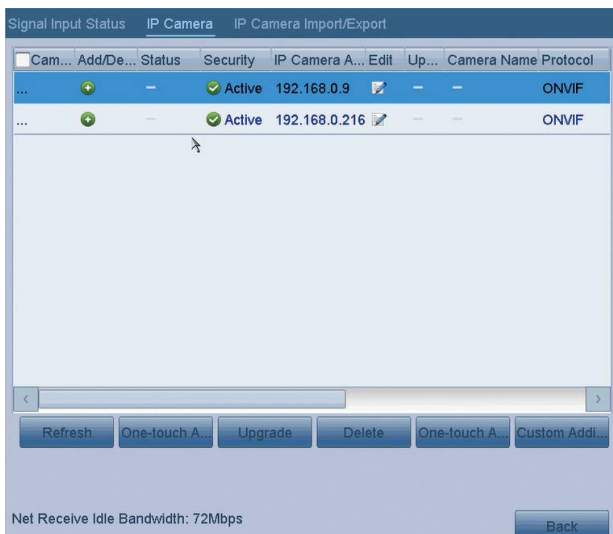 Signal Input Status IP Camera IP Camera Import/Export
Cam... Add/De... Status Security IP Camera A... Edit Up... Camera Name Protocol
... – Active 192.168.0.9 – – ONVIF
... – Active 192.168.0.216 – – ONVIF
Refresh One-touch A... Upgrade Delete One-touch A... Custom Addi...
Net Receive Idle Bandwidth: 72Mbps
Back